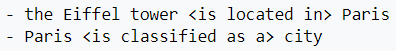 - the Eiffel tower <is located in> Paris
- Paris <is classified as a> city